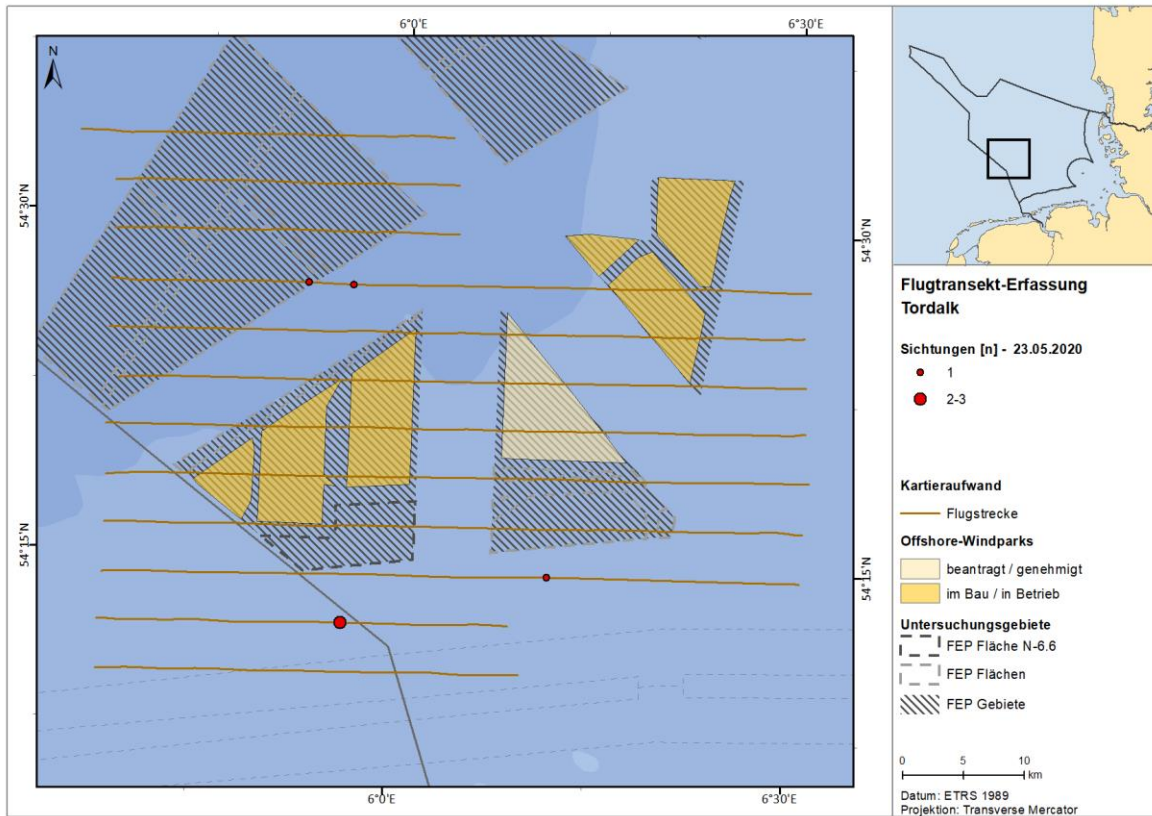 6°0'E
6°30'E
N
54°30'N
54°30'N
54°15'N
54°15'N
6°0'E
6°30'E
Flugtransekt-Erfassung
Tordalk
Sichtungen [n] - 23.05.2020
1
2-3
Kartieraufwand
Flugstrecke
Offshore-Windparks
beantragt / genehmigt
im Bau / in Betrieb
Untersuchungsgebiete
FEP Fläche N-6.6
FEP Flächen
FEP Gebiete
0 5 10
km
Datum: ETRS 1989
Projektion: Transverse Mercator